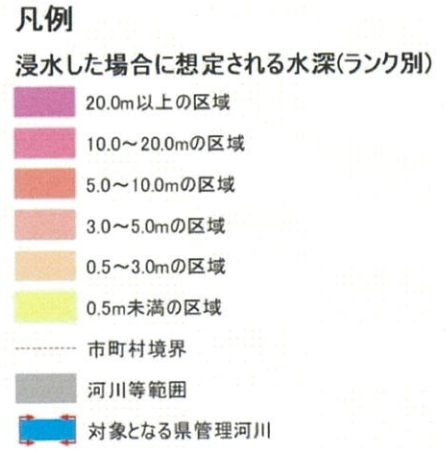 凡例
浸水した場合に想定される水深(ランク別)
20.0m以上の区域
10.0～20.0mの区域
5.0～10.0mの区域
3.0～5.0mの区域
0.5～3.0mの区域
0.5m未満の区域
市町村境界
河川等範囲
対象となる県管理河川